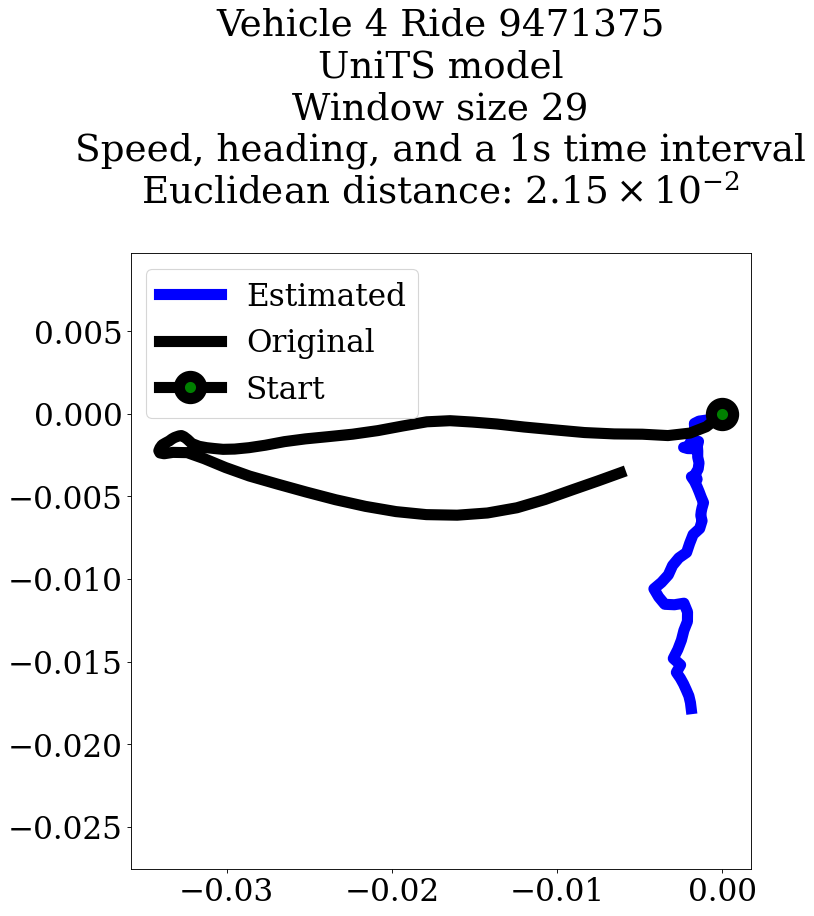 Vehicle 4 Ride 9471375
UniTS model
Window size 29
Speed, heading, and a 1s time interval
Euclidean distance: 2.15 × 10⁻²
Estimated
Original
Start
0.005
0.000
−0.005
−0.010
−0.015
−0.020
−0.025
−0.03 −0.02 −0.01 0.00